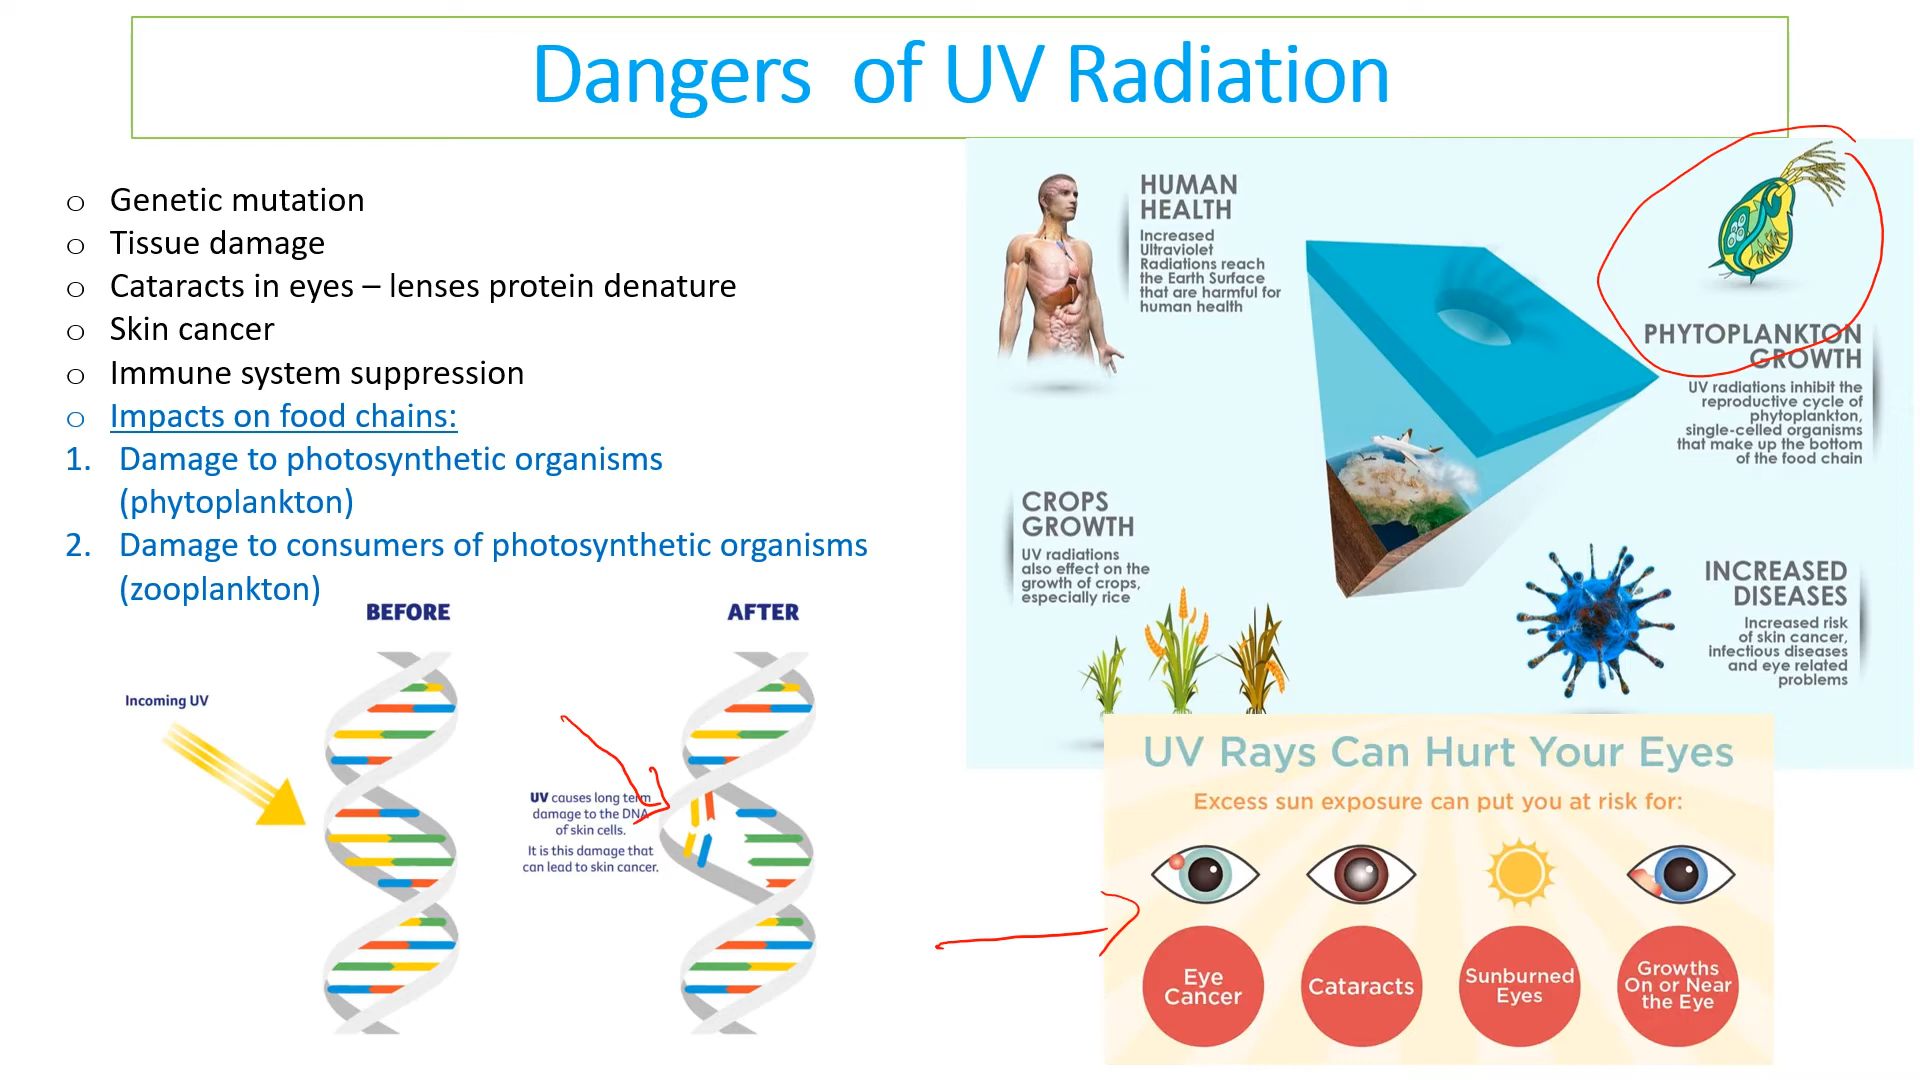 Dangers  of UV Radiation
o Genetic mutation
o Tissue damage
o Cataracts in eyes – lenses protein denature
o Skin cancer
o Immune system suppression
o Impacts on food chains:
1. Damage to photosynthetic organisms
(phytoplankton)
2. Damage to consumers of photosynthetic organisms
(zooplankton)
BEFORE
AFTER
Incoming UV
UV causes long term
damage to the DNA
of skin cells.
It is this damage that
can lead to skin cancer.
HUMAN
HEALTH
Increased
Ultraviolet
Radiations reach
the Earth Surface
that are harmful for
human health
PHYTOPLANKTON
GROWTH
UV radiations inhibit the
reproductive cycle of
phytoplankton,
single-celled organisms
that make up the bottom
of the food chain
CROPS
GROWTH
UV radiations
also effect on the
growth of crops,
especially rice
INCREASED
DISEASES
Increased risk
of skin cancer,
infectious diseases
and eye related
problems
UV Rays Can Hurt Your Eyes
Excess sun exposure can put you at risk for:
Eye
Cancer
Cataracts
Sunburned
Eyes
Growths
On or Near
the Eye